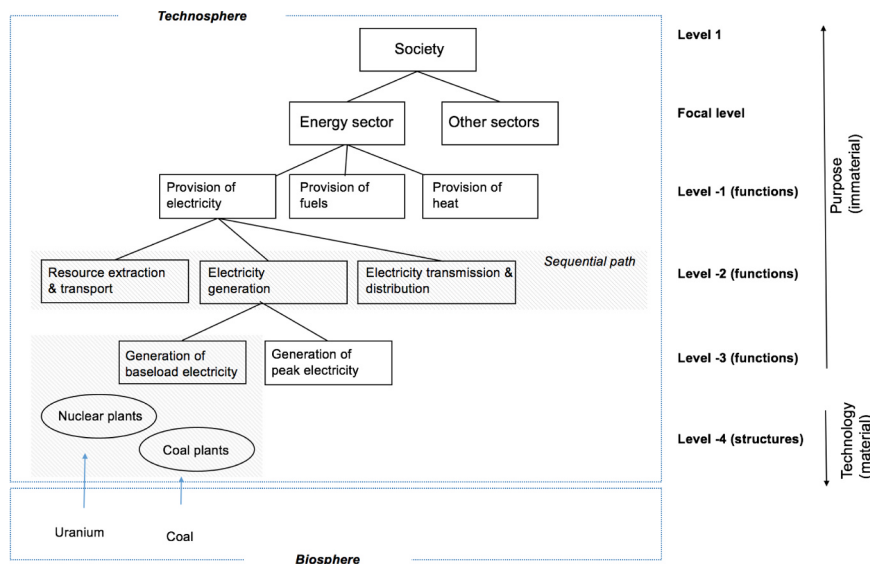 Technosphere
Level 1
Society
Energy sector
Other sectors
Focal level
Provision of
electricity
Provision of
fuels
Provision of
heat
Level -1 (functions)
Purpose
(immaterial)
Sequential path
Resource extraction
& transport
Electricity
generation
Electricity transmission &
distribution
Level -2 (functions)
Generation of
baseload electricity
Generation of
peak electricity
Level -3 (functions)
Nuclear plants
Coal plants
Level -4 (structures)
Technology
(material)
Uranium
Coal
Biosphere